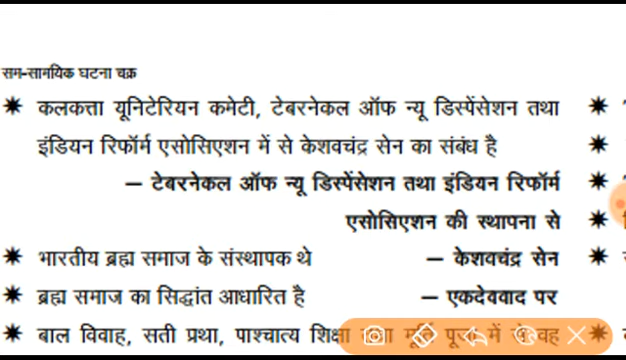 सम-सामयिक घटना चक्र
✷ कलकत्ता यूनिटेरियन कमेटी, टेबरनेकल ऑफ न्यू डिस्पेंसेशन तथा
इंडियन रिफॉर्म एसोसिएशन में से केशवचंद्र सेन का संबंध है
– टेबरनेकल ऑफ न्यू डिस्पेंसेशन तथा इंडियन रिफॉर्म
एसोसिएशन की स्थापना से
✷ भारतीय ब्रह्म समाज के संस्थापक थे – केशवचंद्र सेन
✷ ब्रह्म समाज का सिद्धांत आधारित है – एकदेववाद पर
✷ बाल विवाह, सती प्रथा, पाश्चात्य शिक्षा तथा मूर्ति पूजा में से वह